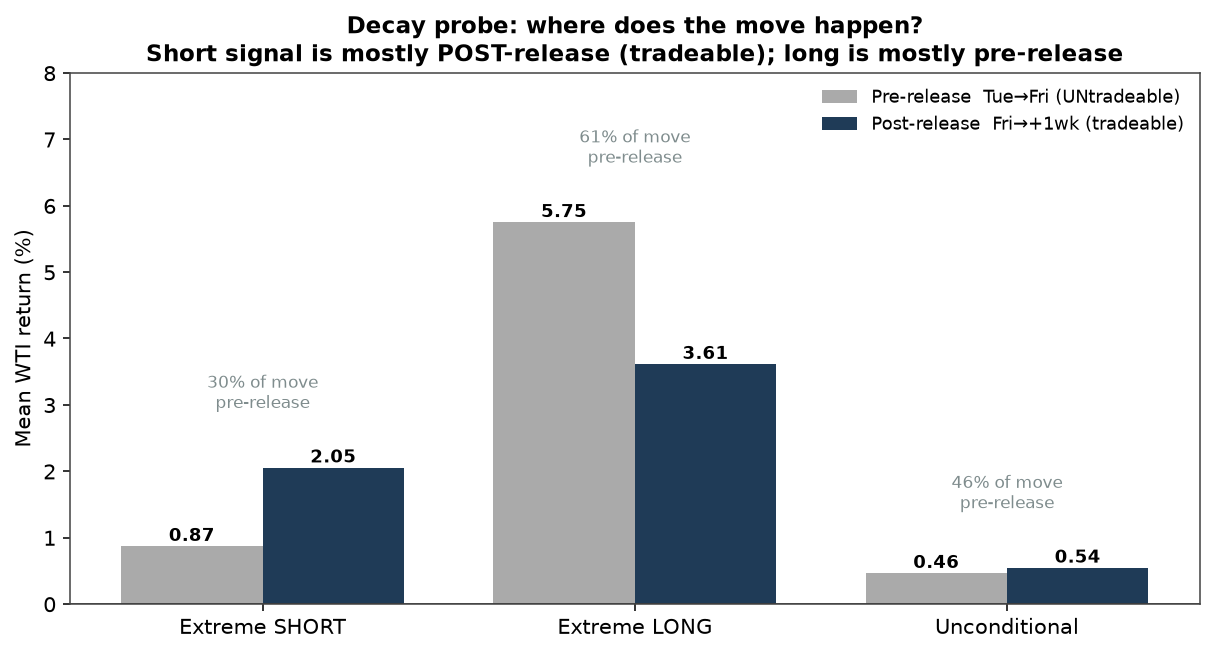 Decay probe: where does the move happen?
Short signal is mostly POST-release (tradeable); long is mostly pre-release
Mean WTI return (%)
8
7
6
5
4
3
2
1
0
Pre-release  Tue→Fri (UNtradeable)
Post-release  Fri→+1wk (tradeable)
30% of move
pre-release
0.87
2.05
61% of move
pre-release
5.75
3.61
46% of move
pre-release
0.46
0.54
Extreme SHORT
Extreme LONG
Unconditional